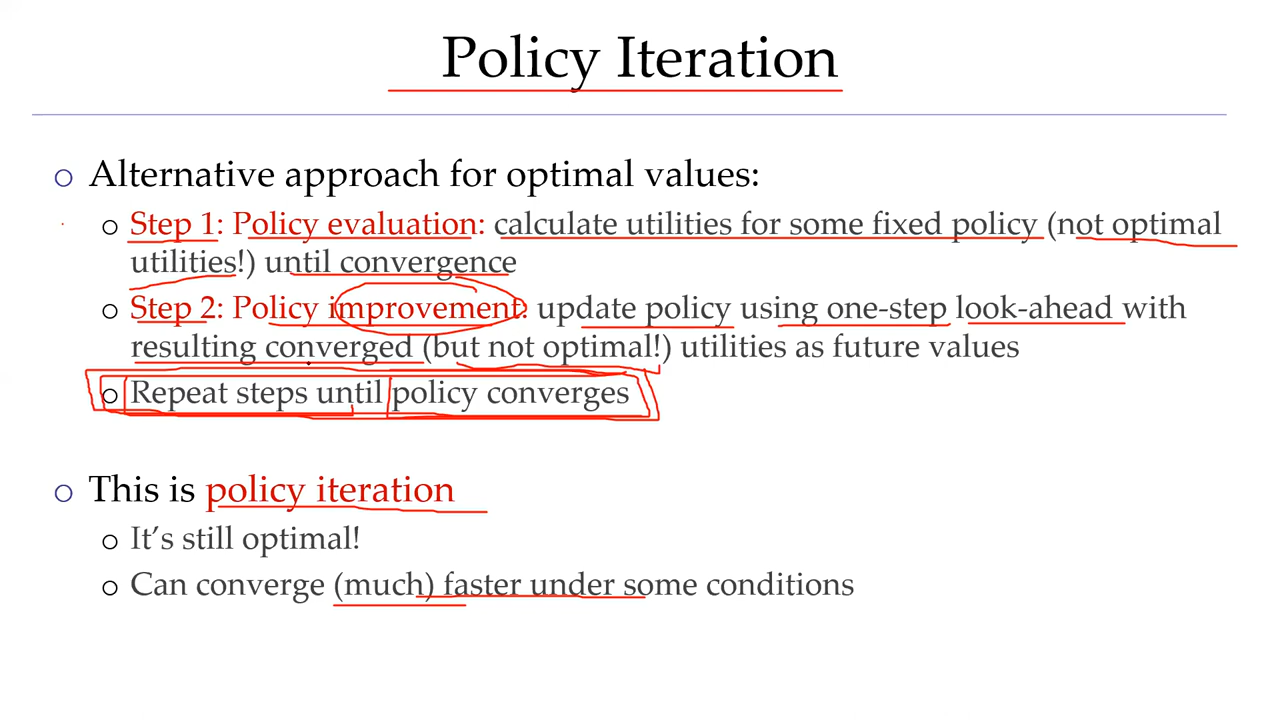 Policy Iteration
o Alternative approach for optimal values:
o Step 1: Policy evaluation: calculate utilities for some fixed policy (not optimal
utilities!) until convergence
o Step 2: Policy improvement: update policy using one-step look-ahead with
resulting converged (but not optimal!) utilities as future values
o Repeat steps until policy converges
o This is policy iteration
o It’s still optimal!
o Can converge (much) faster under some conditions